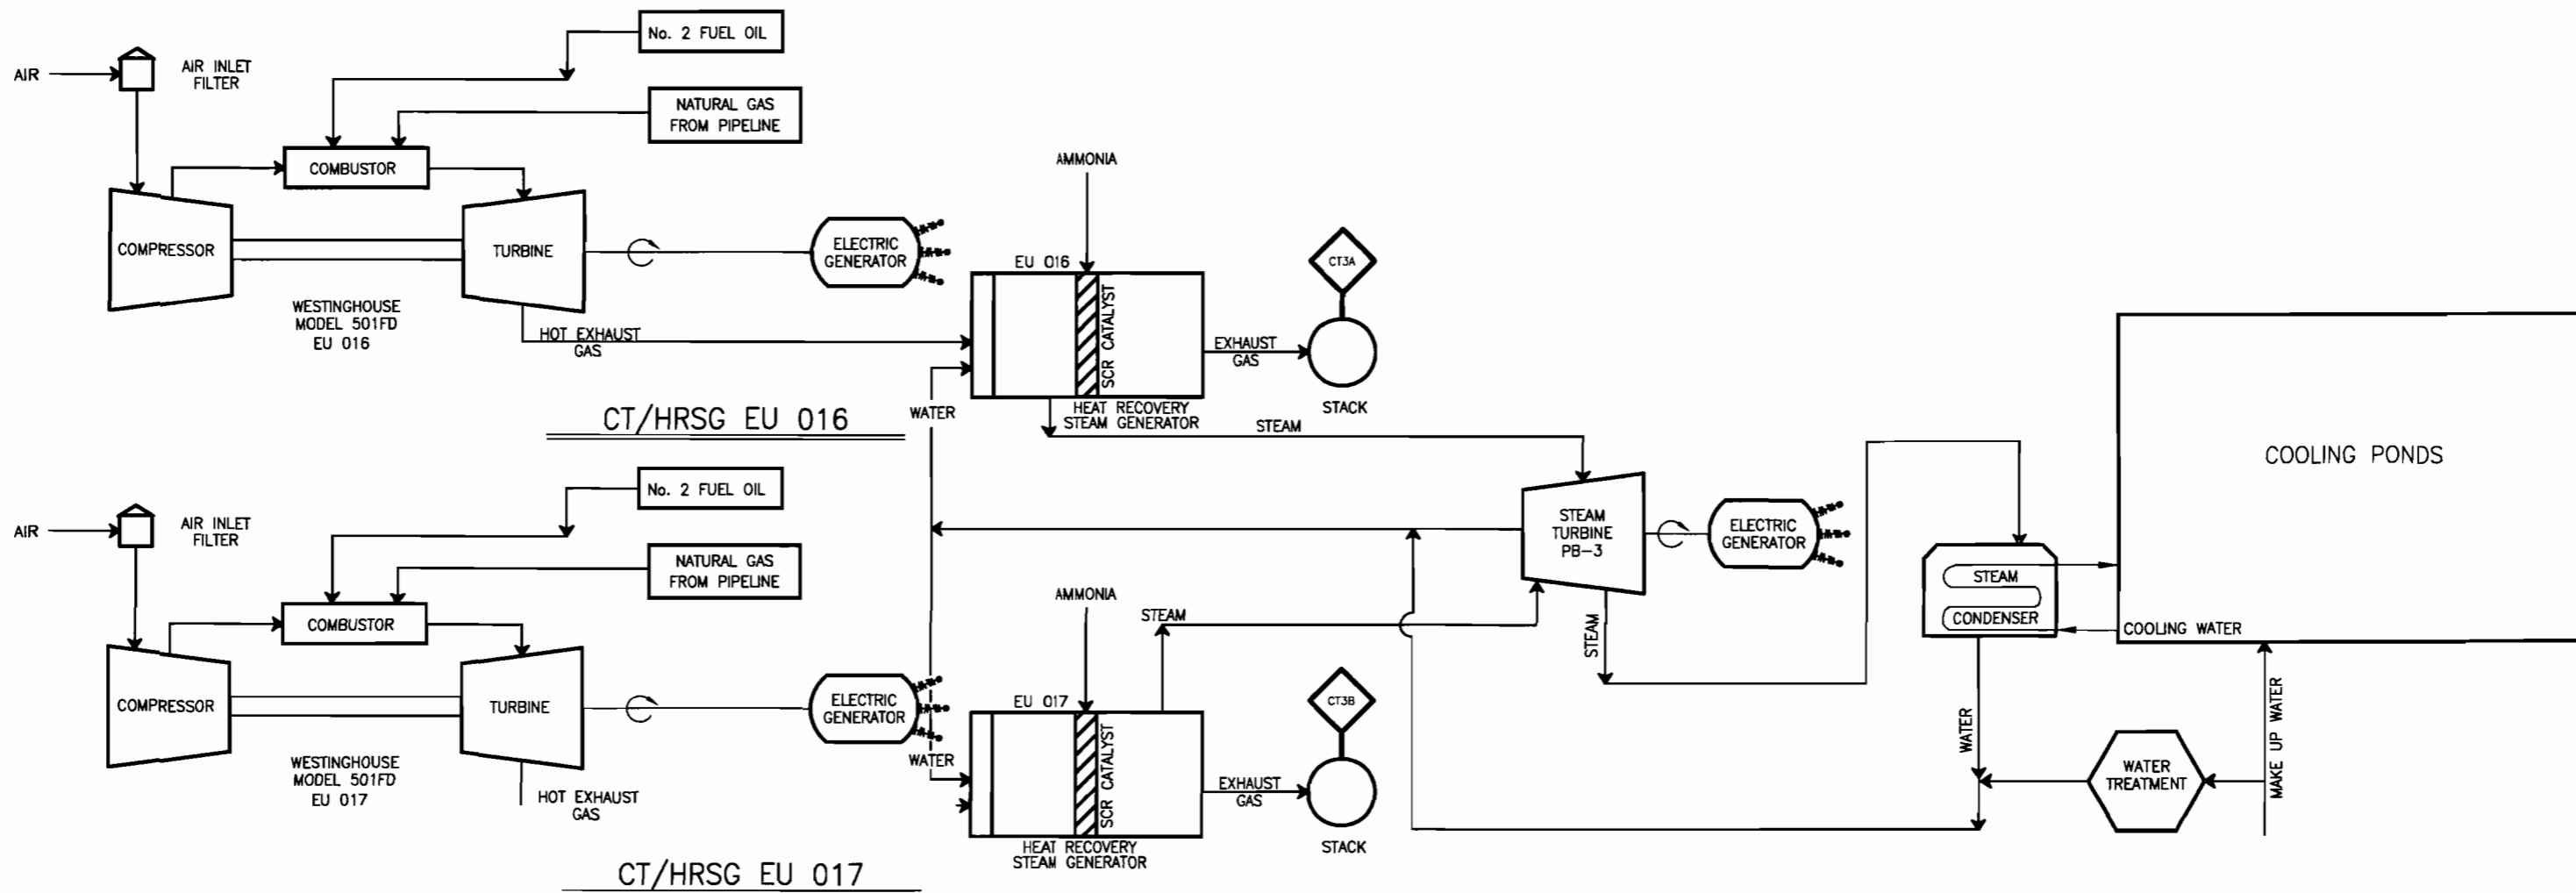 No. 2 FUEL OIL
AIR
AIR INLET
FILTER
NATURAL GAS
FROM PIPELINE
COMBUSTOR
COMPRESSOR
TURBINE
ELECTRIC
GENERATOR
WESTINGHOUSE
MODEL 501FD
EU 016
HOT EXHAUST
GAS
AMMONIA
EU 016
SCR CATALYST
EXHAUST
GAS
CT3A
STACK
HEAT RECOVERY
STEAM GENERATOR
WATER
STEAM
CT/HRSG EU 016
No. 2 FUEL OIL
AIR
AIR INLET
FILTER
NATURAL GAS
FROM PIPELINE
COMBUSTOR
COMPRESSOR
TURBINE
ELECTRIC
GENERATOR
WESTINGHOUSE
MODEL 501FD
EU 017
HOT EXHAUST
GAS
WATER
AMMONIA
EU 017
SCR CATALYST
STEAM
EXHAUST
GAS
CT3B
STACK
HEAT RECOVERY
STEAM GENERATOR
CT/HRSG EU 017
STEAM
TURBINE
PB-3
ELECTRIC
GENERATOR
STEAM
STEAM
CONDENSER
COOLING PONDS
COOLING WATER
WATER
WATER
TREATMENT
MAKE UP WATER